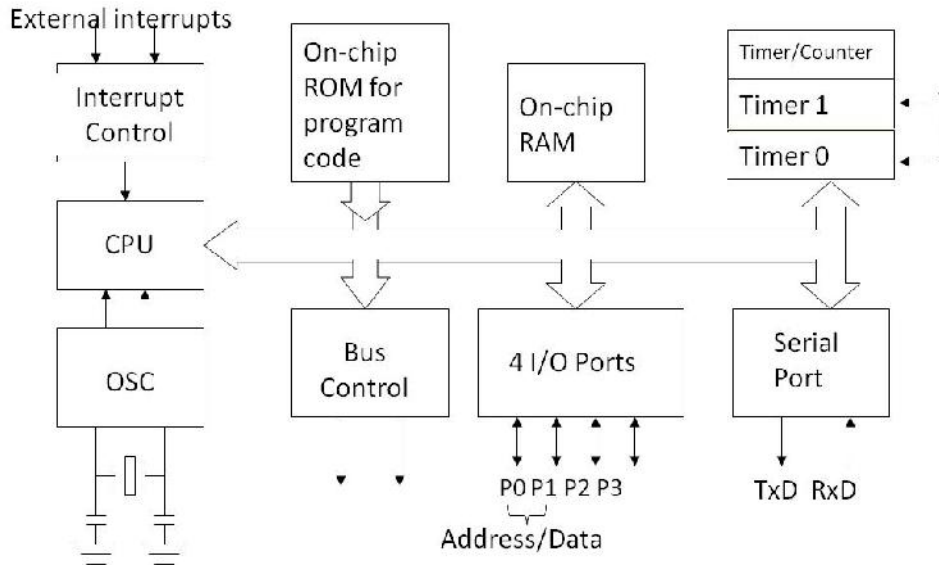 External interrupts
Interrupt
Control
On-chip
ROM for
program
code
On-chip
RAM
Timer/Counter
Timer 1
Timer 0
CPU
OSC
Bus
Control
4 I/O Ports
Serial
Port
P0 P1 P2 P3
Address/Data
TxD RxD